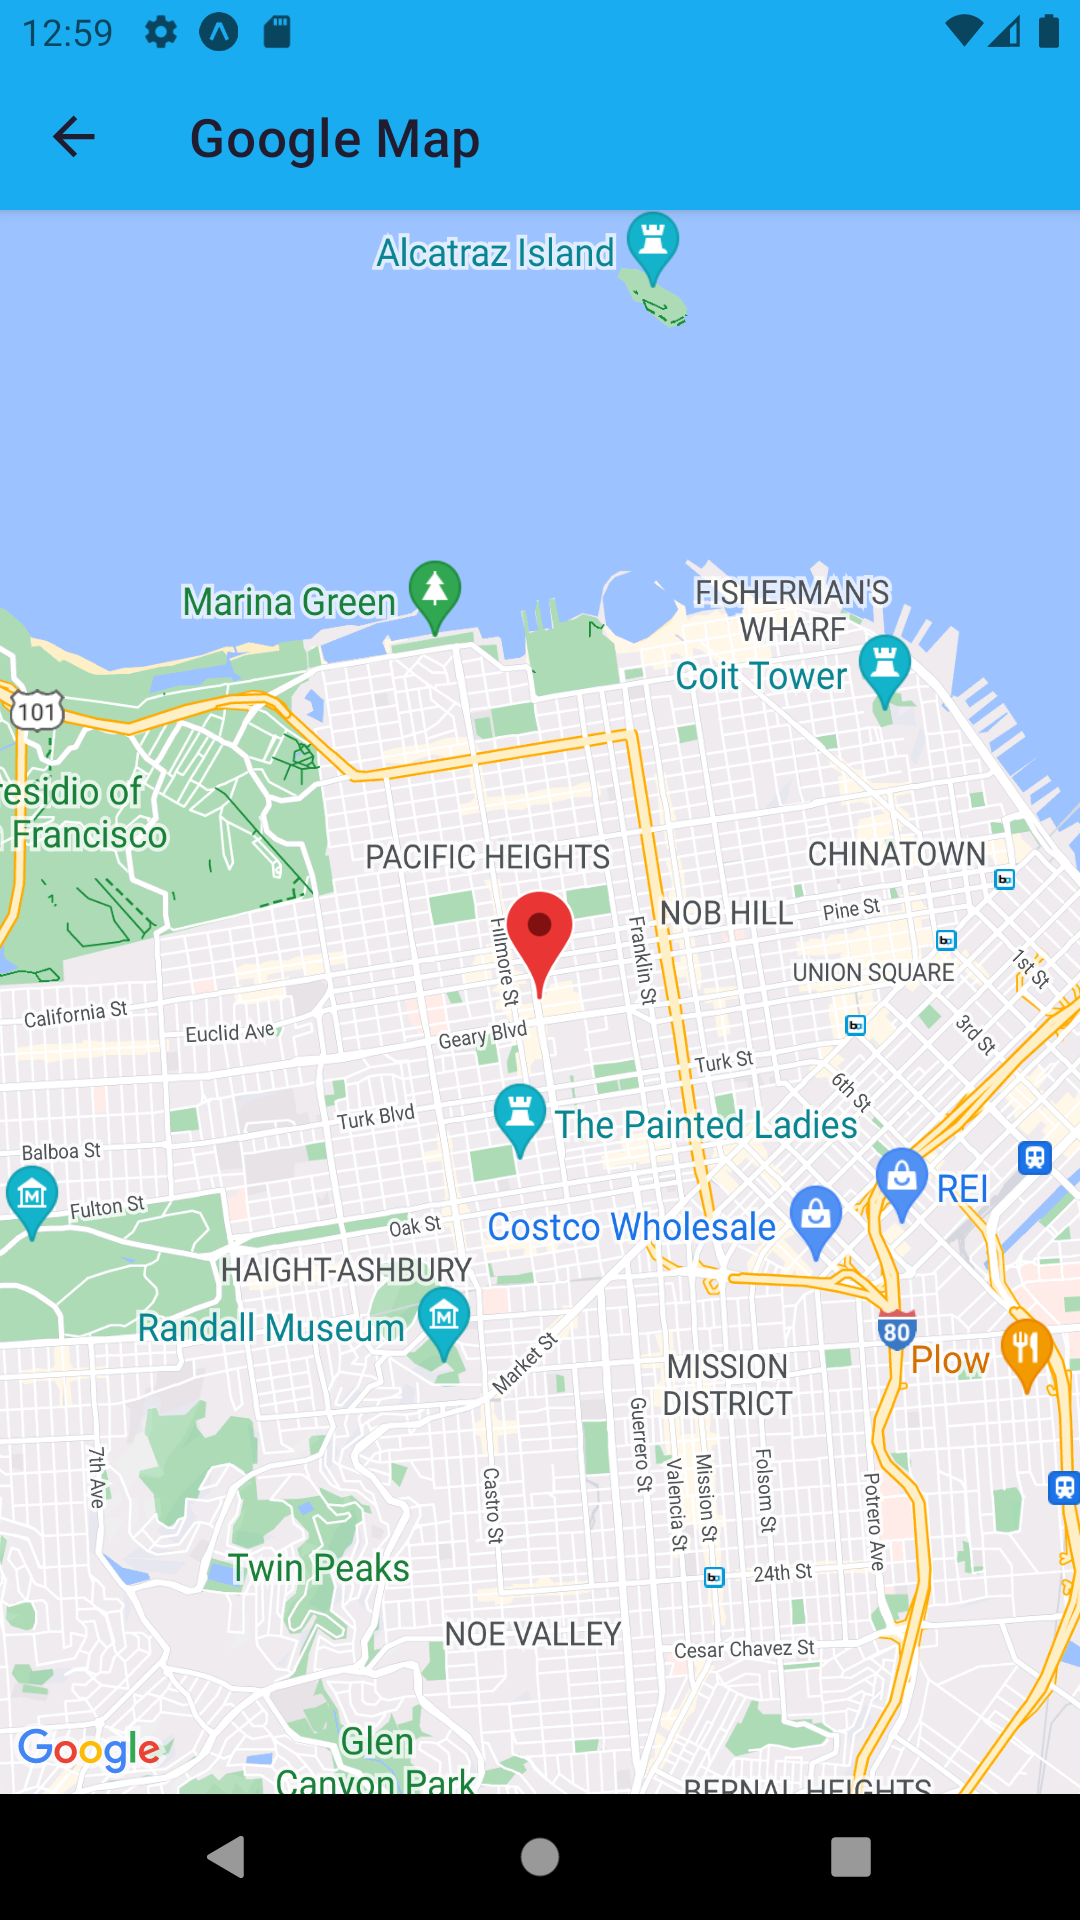 12:59
Google Map
Alcatraz Island
Marina Green
FISHERMAN'S
WHARF
Coit Tower
101
esidio of
Francisco
PACIFIC HEIGHTS
CHINATOWN
NOB HILL
Pine St
Fillmore St
Franklin St
UNION SQUARE
1st St
California St
Euclid Ave
Geary Blvd
3rd St
Turk St
6th St
Turk Blvd
The Painted Ladies
Balboa St
Fulton St
REI
Oak St
Costco Wholesale
HAIGHT-ASHBURY
Randall Museum
80
Market St
Plow
MISSION
DISTRICT
7th Ave
Castro St
Guerrero St
Valencia St
Mission St
Folsom St
Potrero Ave
Twin Peaks
24th St
NOE VALLEY
Cesar Chavez St
Google
Glen
Canyon Park
BERNAL HEIGHTS